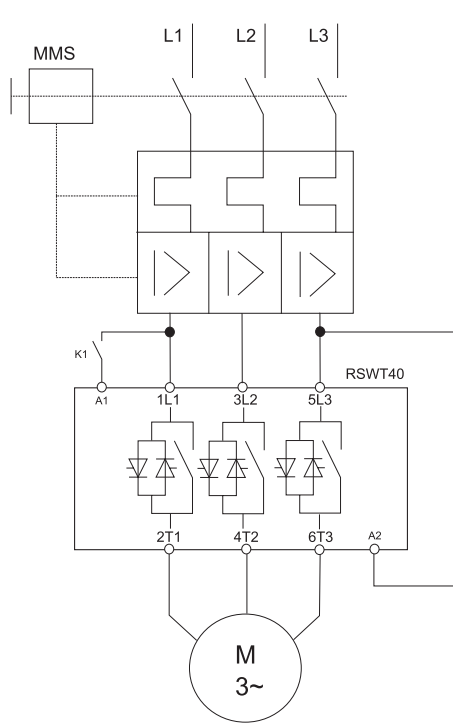 L1 L2 L3
MMS
K1
RSWT40
A1 1L1 3L2 5L3
2T1 4T2 6T3 A2
M
3~